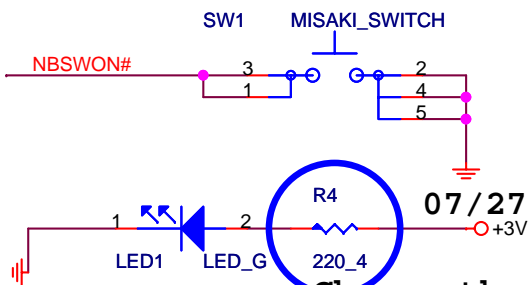 SW1 MISAKI_SWITCH
NBSWON#
3 2
1 4
5
R4
07/27
1 2 +3V
LED1 LED_G 220_4